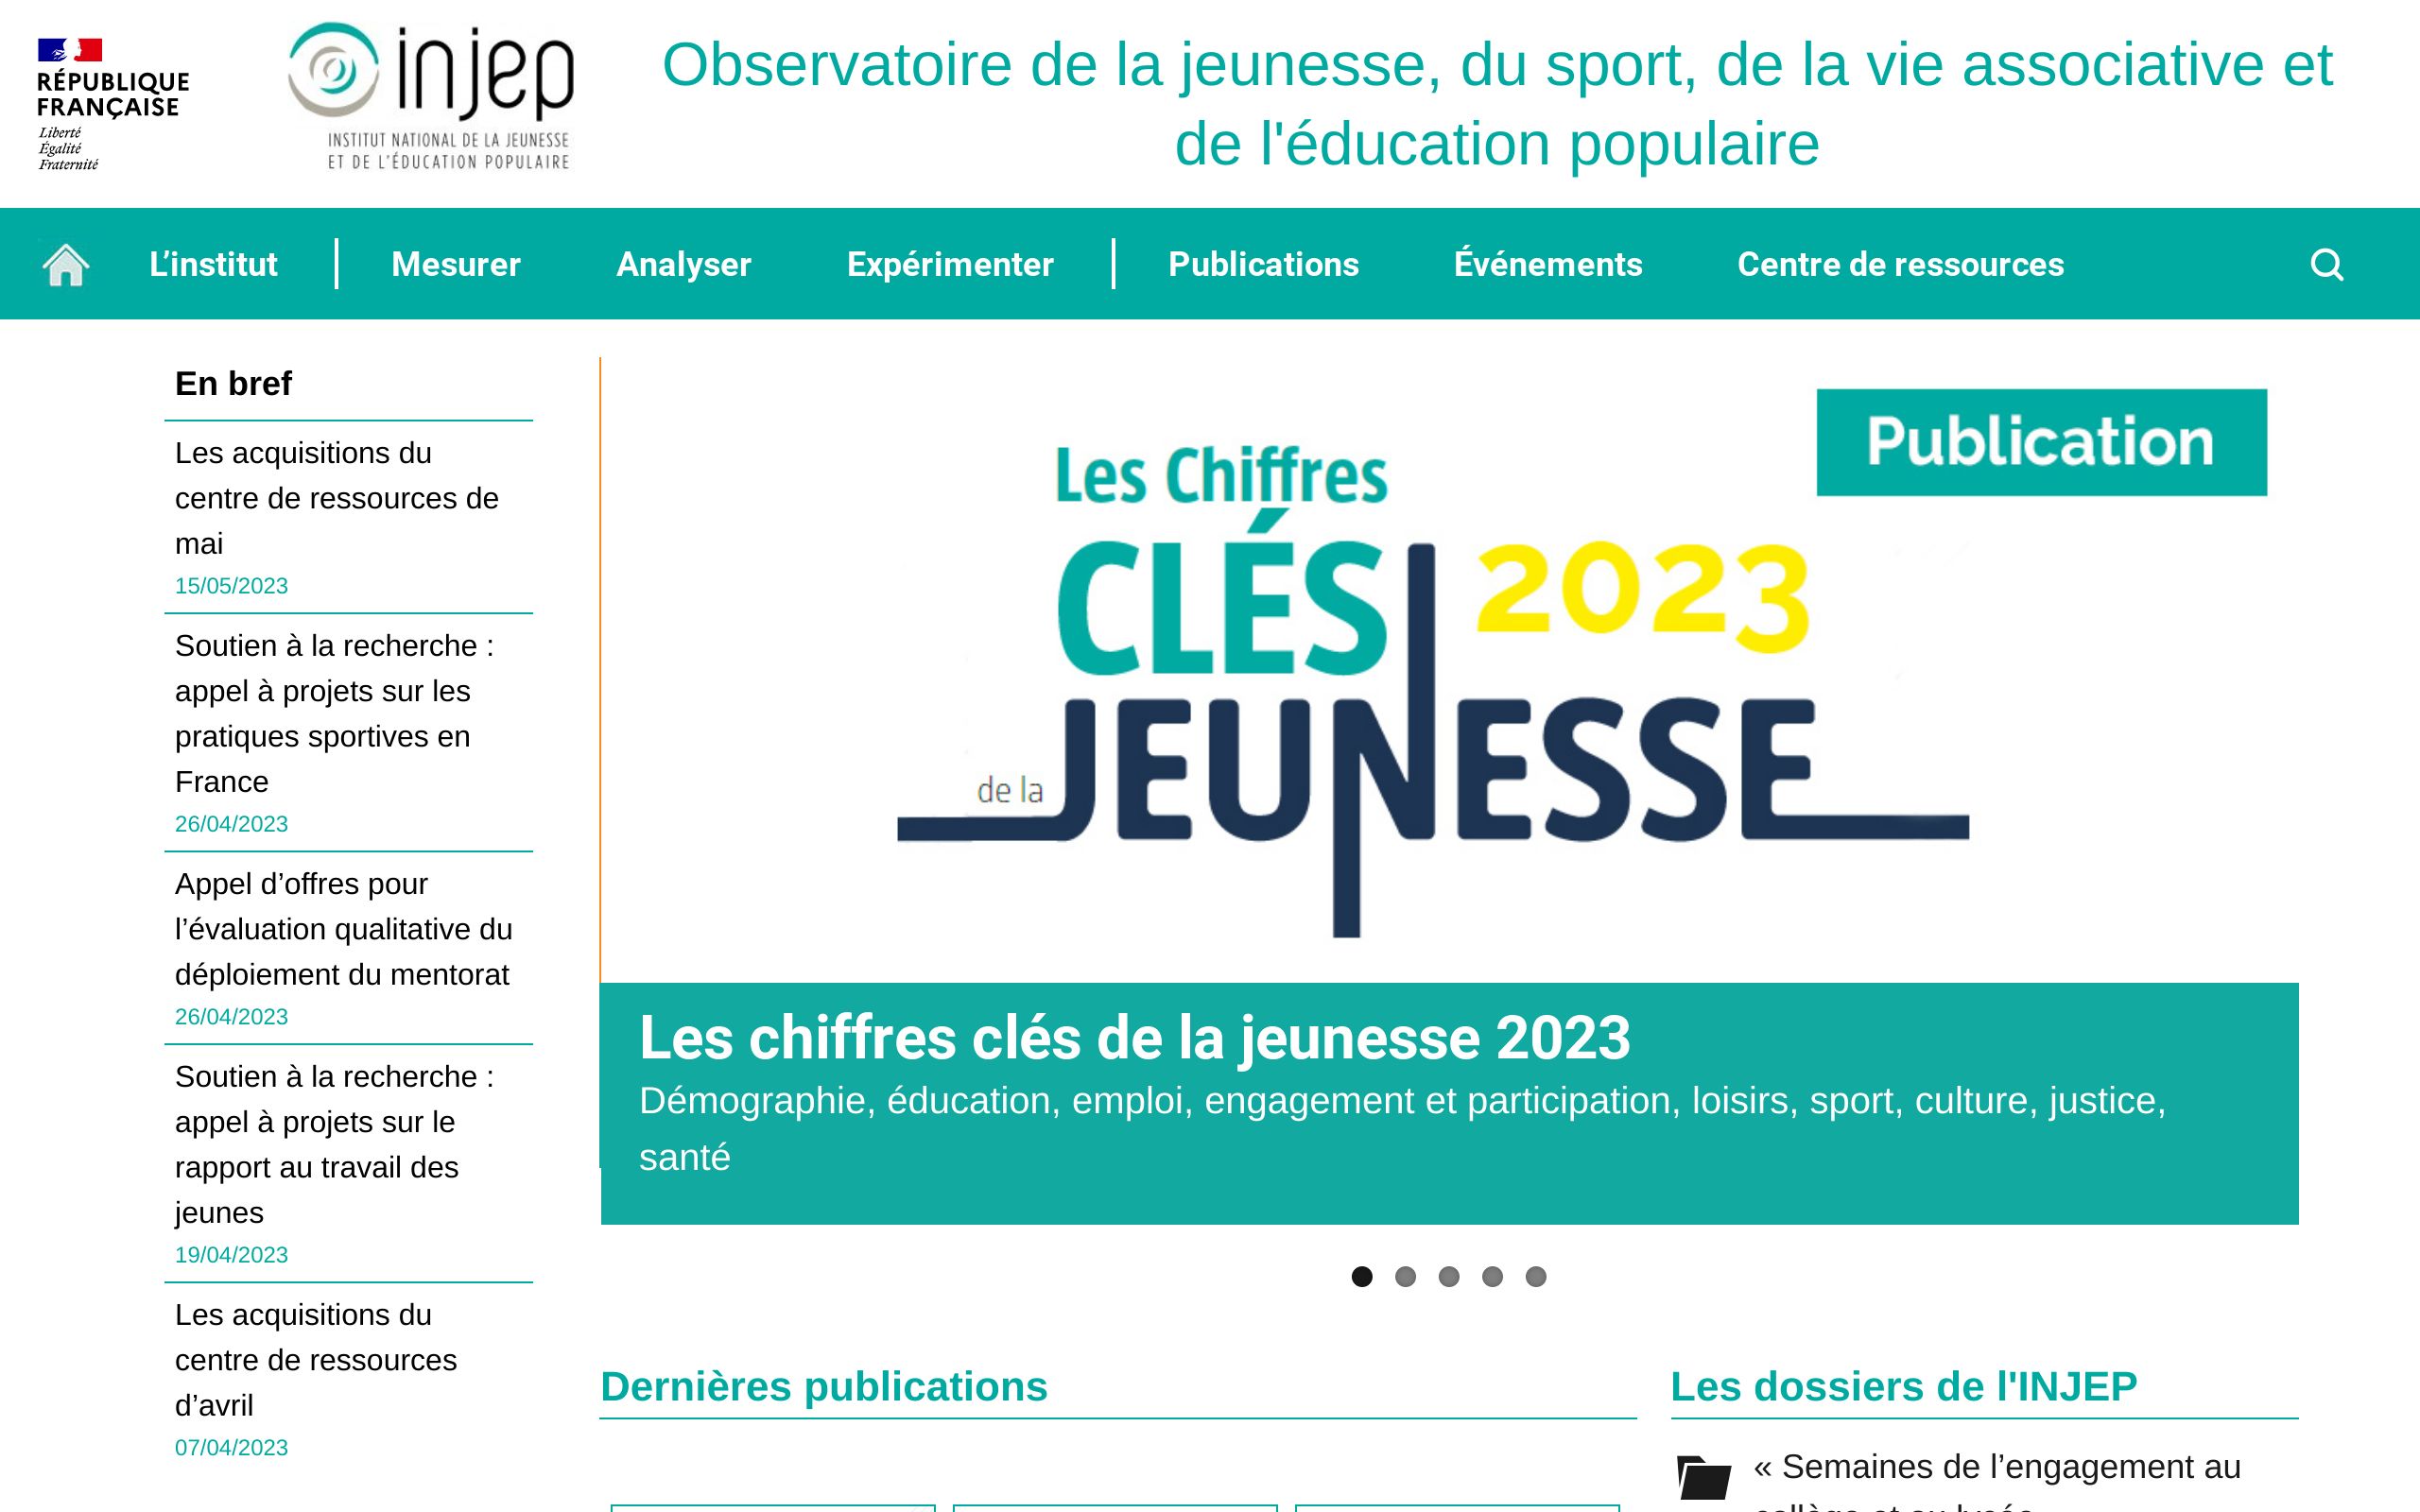 RÉPUBLIQUE
FRANÇAISE
Liberté
Égalité
Fraternité
injep
INSTITUT NATIONAL DE LA JEUNESSE
ET DE L'ÉDUCATION POPULAIRE
Observatoire de la jeunesse, du sport, de la vie associative et
de l'éducation populaire
L’institut
Mesurer
Analyser
Expérimenter
Publications
Événements
Centre de ressources
En bref
Les acquisitions du
centre de ressources de
mai
15/05/2023
Soutien à la recherche :
appel à projets sur les
pratiques sportives en
France
26/04/2023
Appel d’offres pour
l’évaluation qualitative du
déploiement du mentorat
26/04/2023
Soutien à la recherche :
appel à projets sur le
rapport au travail des
jeunes
19/04/2023
Les acquisitions du
centre de ressources
d’avril
07/04/2023
Publication
Les Chiffres
CLÉS 2023
de la JEUNESSE
Les chiffres clés de la jeunesse 2023
Démographie, éducation, emploi, engagement et participation, loisirs, sport, culture, justice,
santé
Dernières publications
Les dossiers de l'INJEP
« Semaines de l’engagement au
collège et au lycée